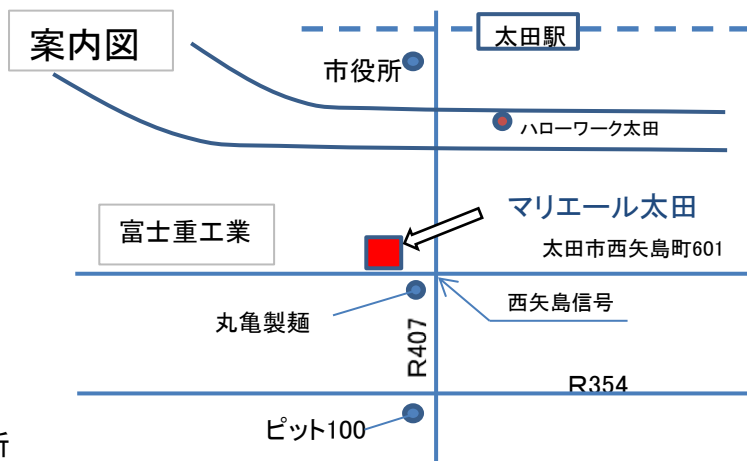 案内図
太田駅
市役所
ハローワーク太田
マリエール太田
富士重工業
太田市西矢島町601
丸亀製麺
西矢島信号
R407
R354
ピット100